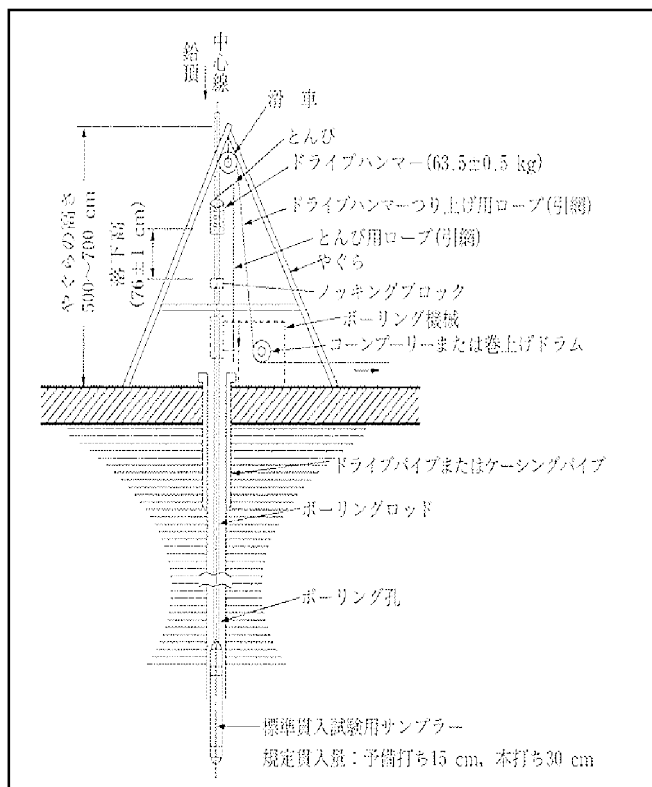 中心線
鉛頂
滑 車
とんび
ドライブハンマー(63.5±0.5 kg)
ドライブハンマーつり上げ用ロープ(引綱)
とんび用ロープ(引綱)
やぐら
やぐらの高さ
500〜700 cm
落下高
(76±1 cm)
ノッキングブロック
ボーリング機械
コーンプーリーまたは巻上げドラム
ドライブパイプまたはケーシングパイプ
ボーリングロッド
ボーリング孔
標準貫入試験用サンプラー
規定貫入量：予備打ち15 cm，本打ち30 cm